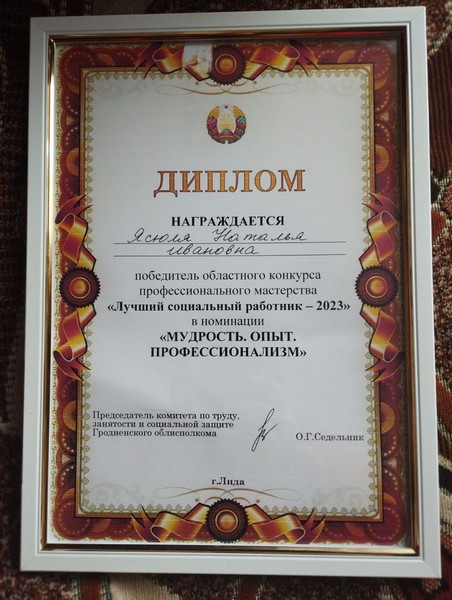 ДИПЛОМ
НАГРАЖДАЕТСЯ
Ясюля Наталья
Ивановна
победитель областного конкурса
профессионального мастерства
«Лучший социальный работник – 2023»
в номинации
«МУДРОСТЬ. ОПЫТ.
ПРОФЕССИОНАЛИЗМ»
Председатель комитета по труду,
занятости и социальной защите
Гродненского облисполкома
О.Г.Седельник
г.Лида